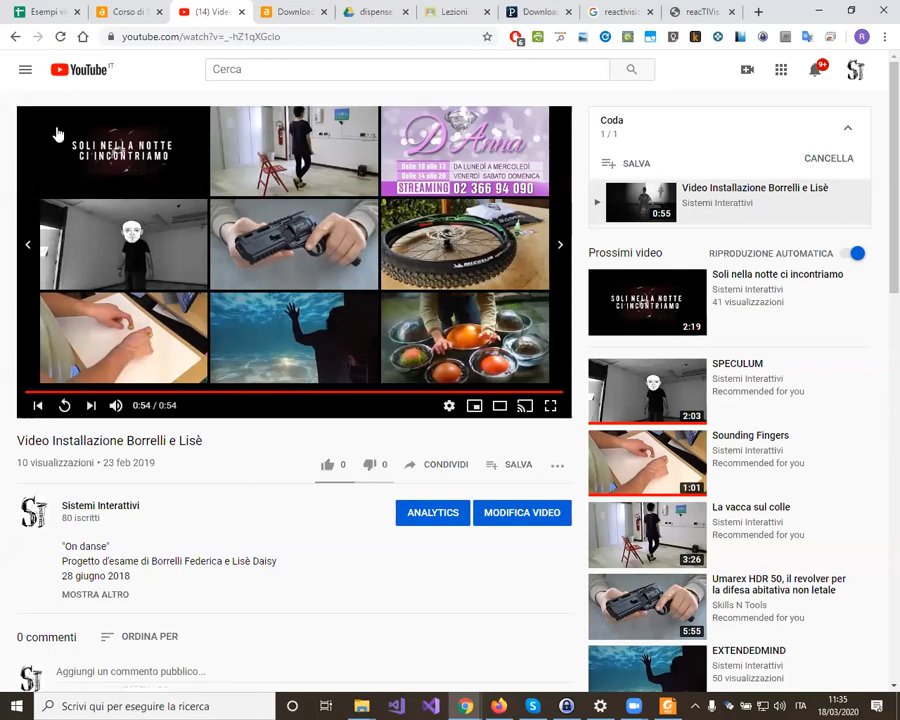 Esempi vi
Corso di S
(14) Vide
Downloac
dispense
Lezioni
Downloac
reactivisic
reacTIVis
youtube.com/watch?v=_-hZ1qXGcIo
6
R
YouTube IT
Cerca
9+
SOLI NELLA NOTTE
CI INCONTRIAMO
D'Anna
Dalle 10 alle 13
Dalle 14 alle 20
DA LUNEDÌ A MERCOLEDÌ
VENERDÌ SABATO DOMENICA
STREAMING 02 366 94 090
MICHELIN
0:54 / 0:54
Video Installazione Borrelli e Lisè
10 visualizzazioni • 23 feb 2019
0
0
CONDIVIDI
SALVA
Sistemi Interattivi
80 iscritti
ANALYTICS
MODIFICA VIDEO
"On danse"
Progetto d'esame di Borrelli Federica e Lisè Daisy
28 giugno 2018
MOSTRA ALTRO
0 commenti
ORDINA PER
Aggiungi un commento pubblico...
Coda
1 / 1
SALVA
CANCELLA
0:55
Video Installazione Borrelli e Lisè
Sistemi Interattivi
Prossimi video
RIPRODUZIONE AUTOMATICA
SOLI NELLA NOTTE
CI INCONTRIAMO
2:19
Soli nella notte ci incontriamo
Sistemi Interattivi
41 visualizzazioni
2:03
SPECULUM
Sistemi Interattivi
Recommended for you
1:01
Sounding Fingers
Sistemi Interattivi
Recommended for you
3:26
La vacca sul colle
Sistemi Interattivi
Recommended for you
5:55
Umarex HDR 50, il revolver per
la difesa abitativa non letale
Skills N Tools
Recommended for you
EXTENDEDMIND
Sistemi Interattivi
50 visualizzazioni
Scrivi qui per eseguire la ricerca
ITA
11:35
18/03/2020